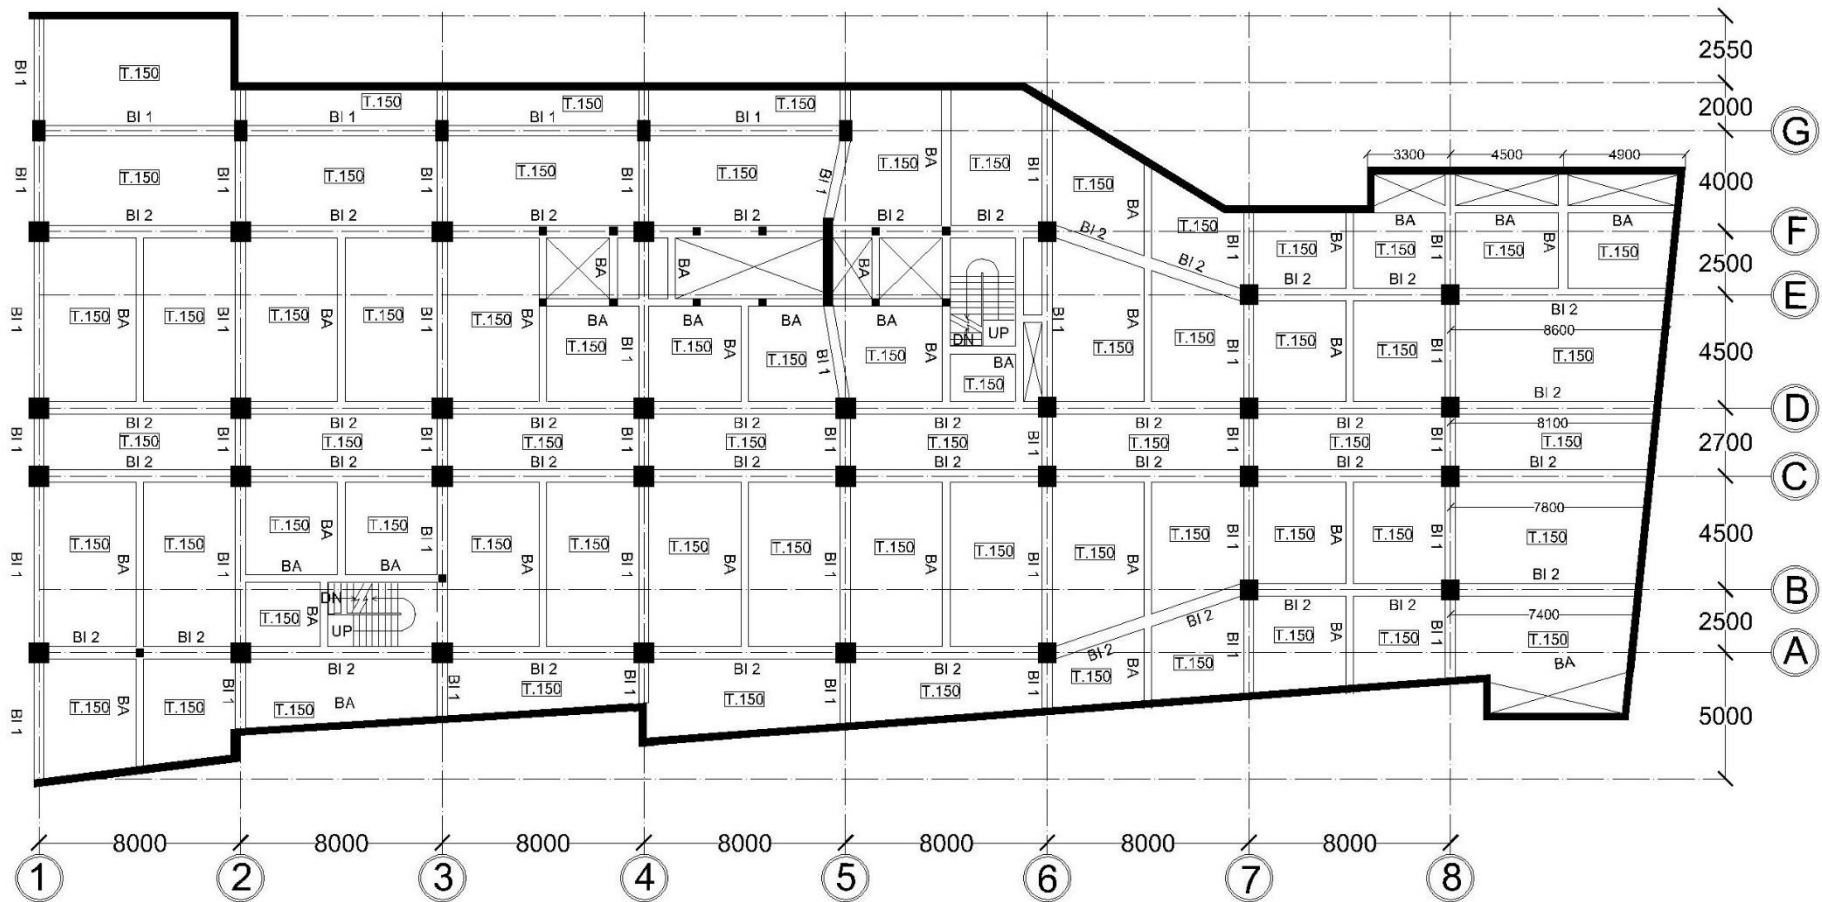 2550
BI 1 T.150
T.150 T.150 T.150 T.150
2000
BI 1 BI 1 BI 1 BI 1
G
T.150 BA T.150
3300 4500 4900
BI 1 T.150 BI 1 T.150 BI 1 T.150 BI 1 T.150 BI 1 BI 1 T.150
4000
BI 2 BI 2 BI 2 BI 2 BI 2 BI 2 BA T.150 BA BA BA
F
BI 2 BI 2 BI 1 T.150 BA T.150 BI 1 T.150 BA T.150
BA BA BA
2500
BI 2 BI 2
E
BI 1 T.150 BA T.150 BI 1 T.150 BA T.150 BI 1 T.150 BA BA BA BA BA BI 1 BI 2
8600
DN UP
T.150 BI 1 T.150 BA T.150 BI 1 T.150 BA T.150 BA T.150 BI 1 T.150 BA T.150 BI 1 T.150
4500
BA
T.150
BI 2
D
BI 2 BI 2 BI 2 BI 2 BI 2 BI 2 BI 2
8100
BI 1 T.150 BI 1 T.150 BI 1 T.150 BI 1 T.150 BI 1 T.150 BI 1 T.150 BI 1 T.150 BI 1 T.150
2700
BI 2 BI 2 BI 2 BI 2 BI 2 BI 2 BI 2 BI 2
C
7800
T.150 BA T.150 BI 1 T.150 BI 1 T.150 BA T.150 BI 1 T.150
4500
BI 1 T.150 BA T.150 BI 1 T.150 BA T.150 BI 1 T.150 BA T.150 BI 1 T.150 BA T.150 BI 1 T.150 BA
BA BA
BI 2
B
DN
BI 2 BI 2
7400
T.150 BA UP BI 2
2500
BI 2 BI 2 BI 2 T.150 BA T.150 BI 1 T.150
A
BI 2 BI 2 BI 2 BI 2 BI 2 BI 1 BA
T.150 BA T.150
BI 1 BI 1 T.150 BI 1 T.150 BI 1 T.150 BI 1
BI 1 T.150 BA T.150 T.150 BA
5000
8000 8000 8000 8000 8000 8000 8000
1 2 3 4 5 6 7 8